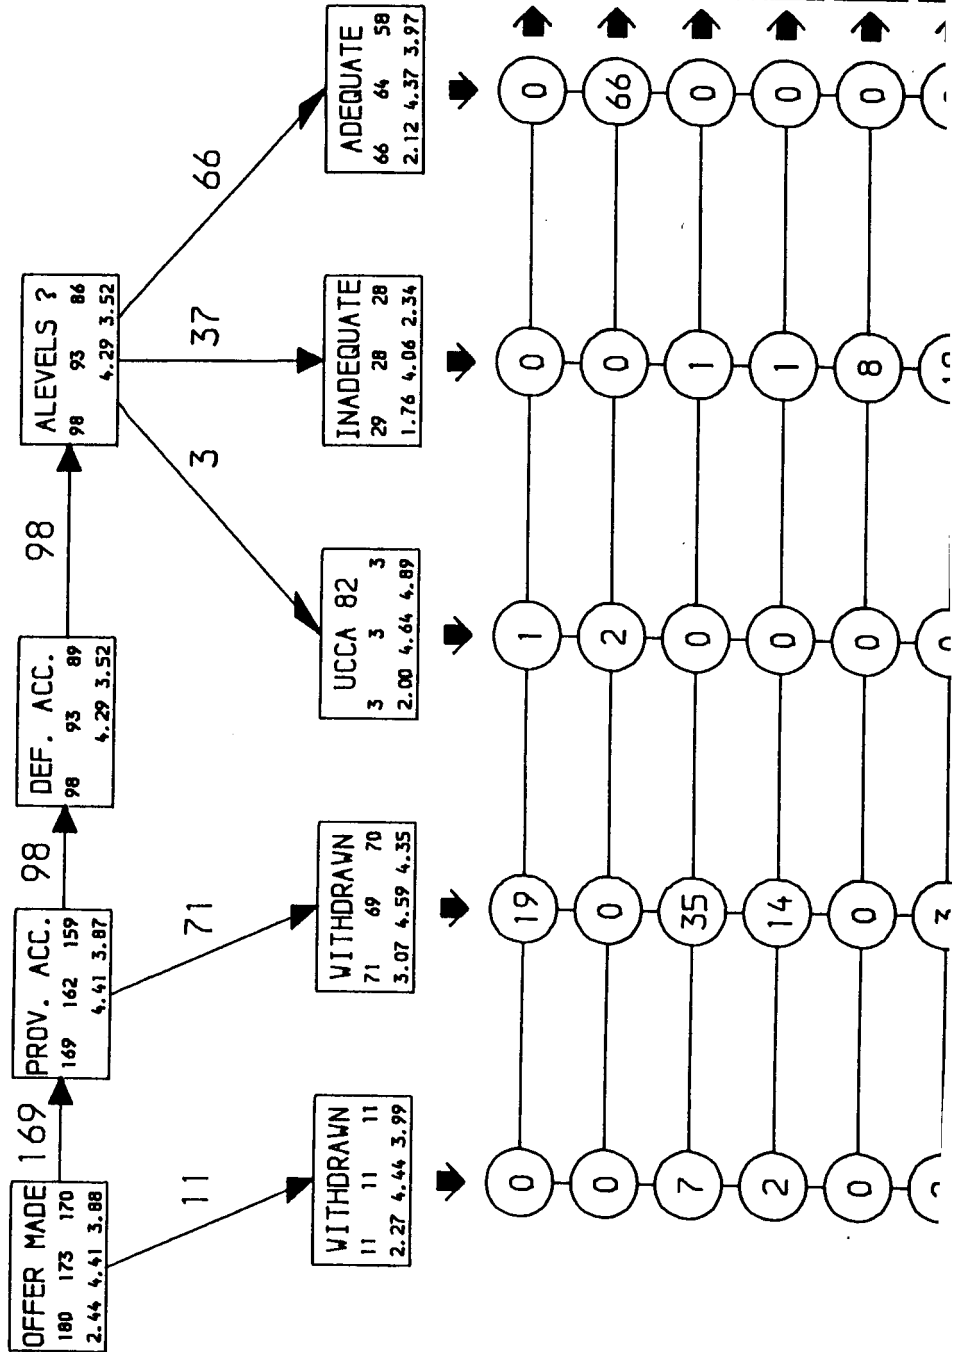 OFFER MADE
180 173 170
2.44 4.41 3.88
169
PROV. ACC.
169 162 159
4.41 3.87
98
DEF. ACC.
98 93 89
4.29 3.52
98
ALEVELS ?
98 93 86
4.29 3.52
11
71
3
37
66
WITHDRAWN
11 11 11
2.27 4.44 3.99
WITHDRAWN
71 69 70
3.07 4.59 4.35
UCCA 82
3 3 3
2.00 4.64 4.89
INADEQUATE
29 28 28
1.76 4.06 2.34
ADEQUATE
66 64 58
2.12 4.37 3.97
0 19 1 0 0
0 0 2 0 66
7 35 0 1 0
2 14 0 1 0
0 0 0 8 0